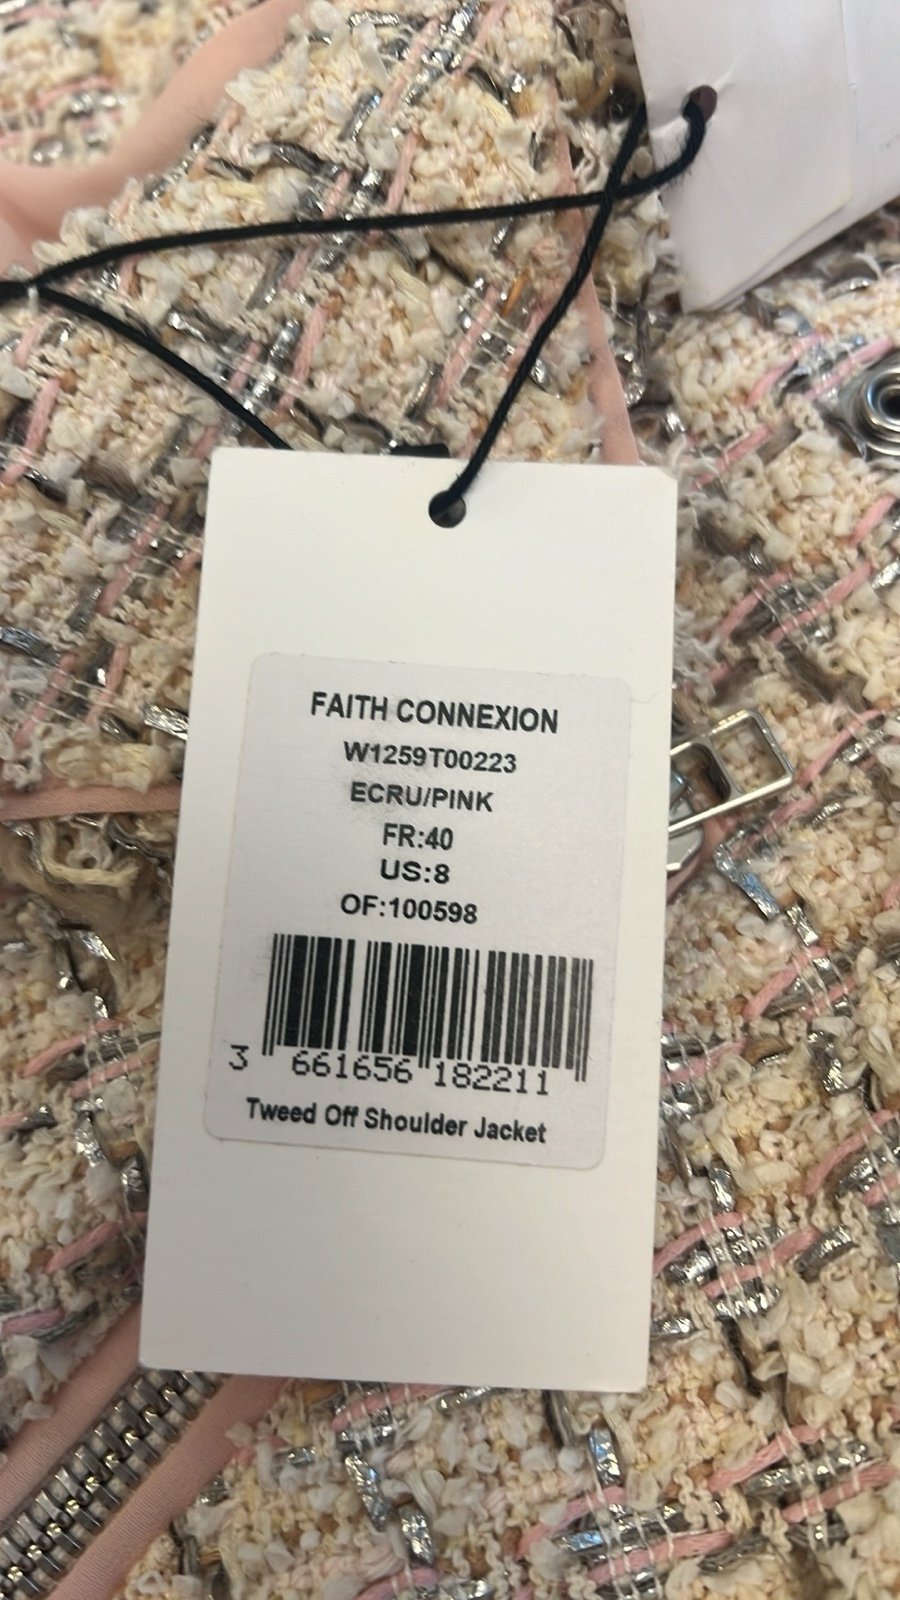 FAITH CONNEXION
W1259T00223
ECRU/PINK
FR:40
US:8
OF:100598
3 661656 182211
Tweed Off Shoulder Jacket